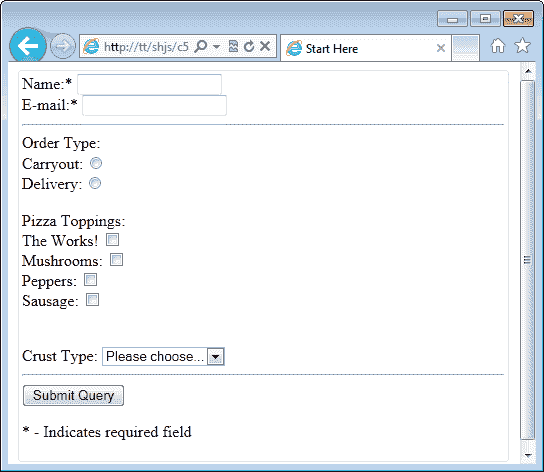 http://tt/shjs/c5
Start Here
Name:*
E-mail:*
Order Type:
Carryout:
Delivery:
Pizza Toppings:
The Works!
Mushrooms:
Peppers:
Sausage:
Crust Type: Please choose...
Submit Query
* - Indicates required field